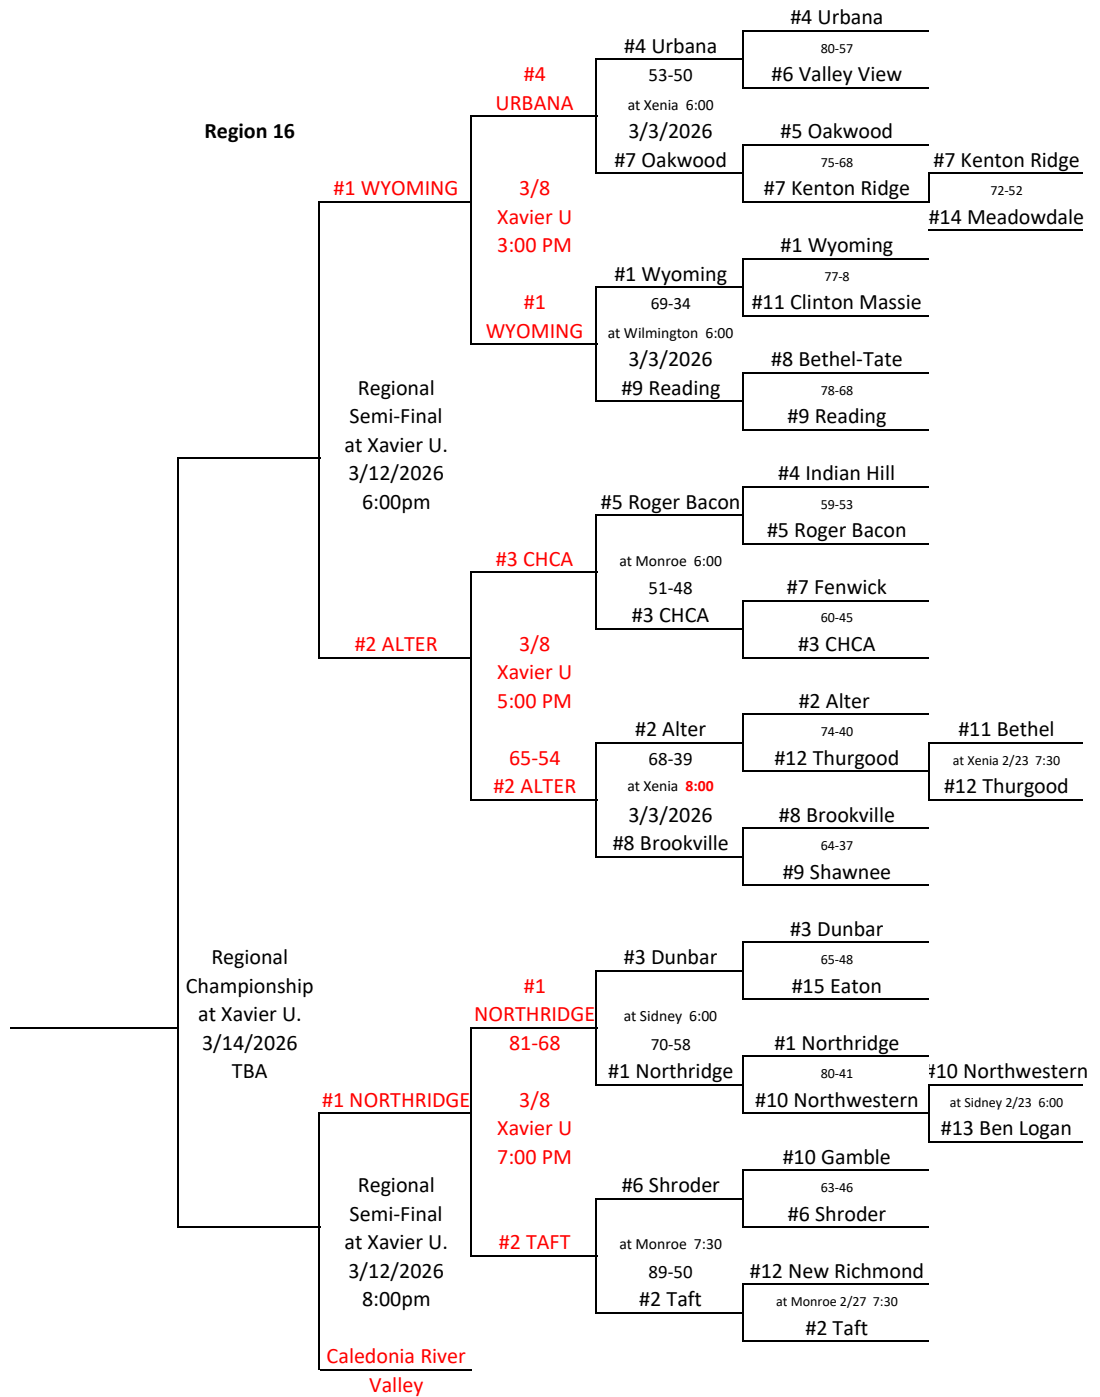 #4 Urbana
#4 Urbana
80-57
#4
53-50
#6 Valley View
URBANA
at Xenia 6:00
Region 16
3/3/2026
#5 Oakwood
#7 Oakwood
75-68
#7 Kenton Ridge
#1 WYOMING
3/8
#7 Kenton Ridge
72-52
Xavier U
#14 Meadowdale
3:00 PM
#1 Wyoming
#1 Wyoming
77-8
#1
69-34
#11 Clinton Massie
WYOMING
at Wilmington 6:00
3/3/2026
#8 Bethel-Tate
Regional
#9 Reading
78-68
Semi-Final
#9 Reading
at Xavier U.
3/12/2026
#4 Indian Hill
6:00pm
#5 Roger Bacon
59-53
#5 Roger Bacon
#3 CHCA
at Monroe 6:00
51-48
#7 Fenwick
#3 CHCA
60-45
#2 ALTER
3/8
#3 CHCA
Xavier U
5:00 PM
#2 Alter
#2 Alter
74-40
#11 Bethel
65-54
68-39
#12 Thurgood
at Xenia 2/23 7:30
#2 ALTER
at Xenia 8:00
#12 Thurgood
3/3/2026
#8 Brookville
#8 Brookville
64-37
#9 Shawnee
#3 Dunbar
Regional
#3 Dunbar
65-48
Championship
#1
#15 Eaton
at Xavier U.
NORTHRIDGE
at Sidney 6:00
3/14/2026
81-68
70-58
#1 Northridge
TBA
#1 Northridge
80-41
#10 Northwestern
#1 NORTHRIDGE
3/8
#10 Northwestern
at Sidney 2/23 6:00
Xavier U
#13 Ben Logan
7:00 PM
#10 Gamble
Regional
#6 Shroder
63-46
Semi-Final
#6 Shroder
at Xavier U.
#2 TAFT
at Monroe 7:30
3/12/2026
89-50
#12 New Richmond
8:00pm
#2 Taft
at Monroe 2/27 7:30
#2 Taft
Caledonia River
Valley